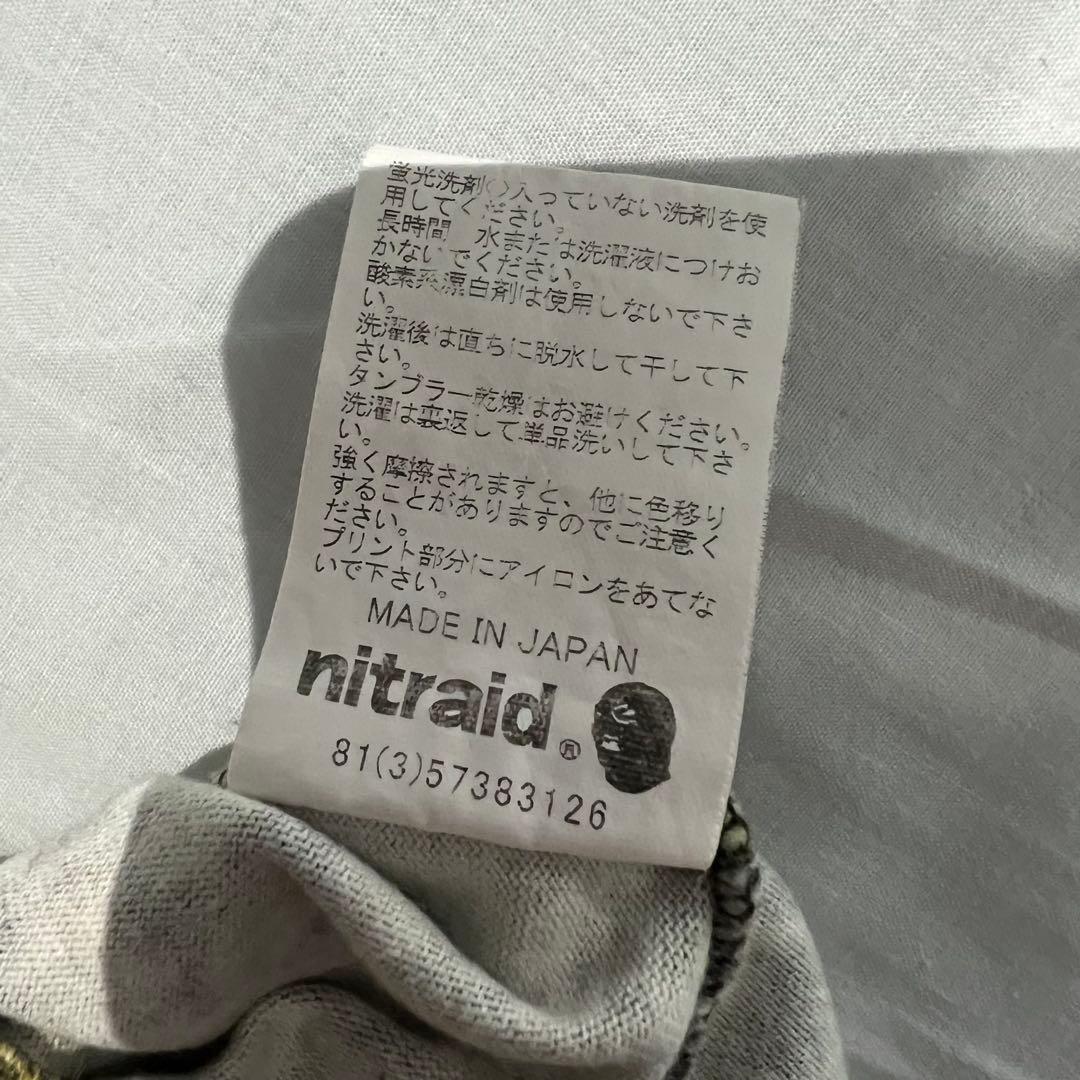 蛍光洗剤の入っていない洗剤を使
用してください。
長時間 水または洗濯液につけお
かないでください。
酸素系漂白剤は使用しないで下さ
い。
洗濯後は直ちに脱水して干して下
さい。
タンブラー乾燥はお避けください。
洗濯は裏返して単品洗いして下さ
い。
強く摩擦されますと、他に色移り
することがありますのでご注意く
ださい。
プリント部分にアイロンをあてな
いで下さい。
MADE IN JAPAN
nitraid®
81(3)57383126